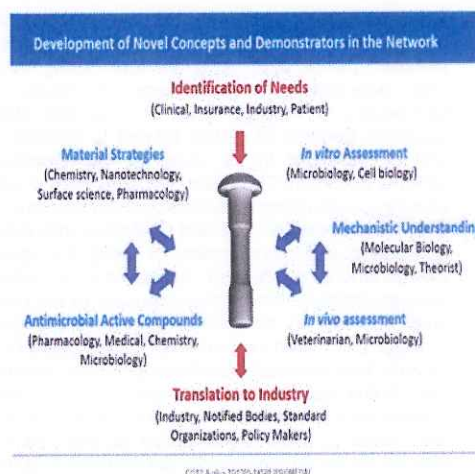 Development of Novel Concepts and Demonstrators in the Network
Identification of Needs
(Clinical, Insurance, Industry, Patient)
Material Strategies
(Chemistry, Nanotechnology,
Surface science, Pharmacology)
In vitro Assessment
(Microbiology, Cell biology)
Mechanistic Understandin
(Molecular Biology,
Microbiology, Theorist)
Antimicrobial Active Compounds
(Pharmacology, Medical, Chemistry,
Microbiology)
In vivo assessment
(Veterinarian, Microbiology)
Translation to Industry
(Industry, Notified Bodies, Standard
Organizations, Policy Makers)